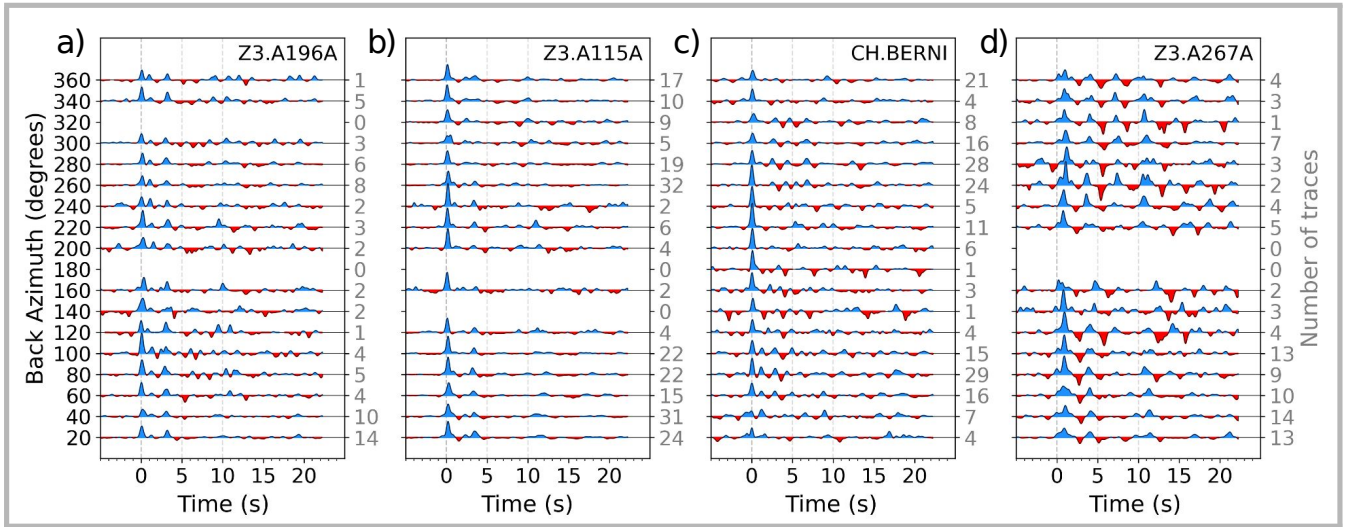 a) b) c) d)
Z3.A196A Z3.A115A CH.BERNI Z3.A267A
360 1 17 21 4
340 5 10 4 3
320 0 9 8 1
300 3 5 16 7
280 6 19 28 3
260 8 32 24 2
240 2 2 5 4
220 3 6 11 5
200 2 4 6 0
180 0 0 1 0
160 2 2 3 2
140 2 0 1 3
120 1 4 4 4
100 4 22 15 13
80 5 22 29 9
60 4 15 16 10
40 10 31 7 14
20 14 24 4 13
Back Azimuth (degrees)
Number of traces
0 5 10 15 20 0 5 10 15 20 0 5 10 15 20 0 5 10 15 20
Time (s) Time (s) Time (s) Time (s)